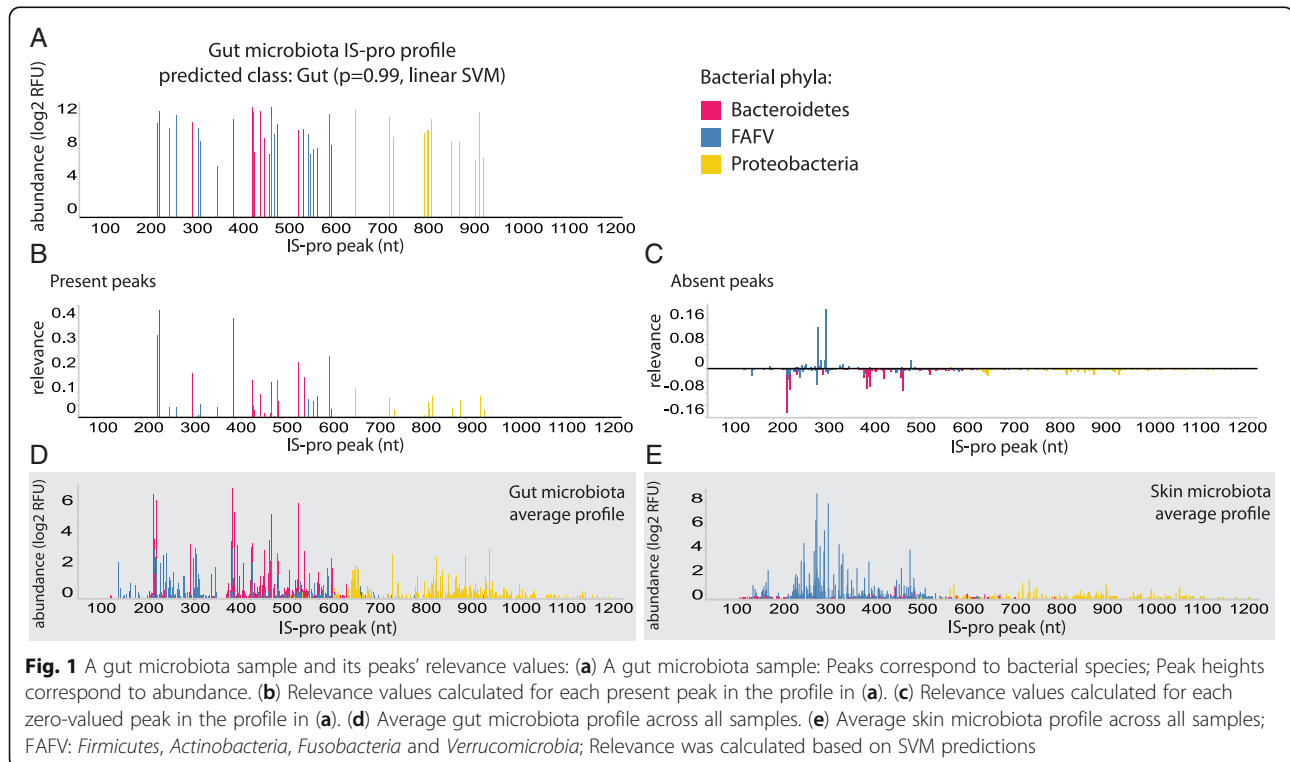 A
Gut microbiota IS-pro profile
predicted class: Gut (p=0.99, linear SVM)
abundance (log2 RFU)
12
8
4
0
100 200 300 400 500 600 700 800 900 1000 1100 1200
IS-pro peak (nt)
Bacterial phyla:
Bacteroidetes
FAFV
Proteobacteria
B
Present peaks
relevance
0.4
0.3
0.2
0.1
0
100 200 300 400 500 600 700 800 900 1000 1100 1200
IS-pro peak (nt)
C
Absent peaks
relevance
0.16
0.08
0
-0.08
-0.16
100 200 300 400 500 600 700 800 900 1000 1100 1200
IS-pro peak (nt)
D
Gut microbiota
average profile
abundance (log2 RFU)
6
4
2
0
100 200 300 400 500 600 700 800 900 1000 1100 1200
IS-pro peak (nt)
E
Skin microbiota
average profile
abundance (log2 RFU)
8
6
4
2
0
100 200 300 400 500 600 700 800 900 1000 1100 1200
IS-pro peak (nt)
Fig. 1 A gut microbiota sample and its peaks' relevance values: (a) A gut microbiota sample: Peaks correspond to bacterial species; Peak heights
correspond to abundance. (b) Relevance values calculated for each present peak in the profile in (a). (c) Relevance values calculated for each
zero-valued peak in the profile in (a). (d) Average gut microbiota profile across all samples. (e) Average skin microbiota profile across all samples;
FAFV: Firmicutes, Actinobacteria, Fusobacteria and Verrucomicrobia; Relevance was calculated based on SVM predictions